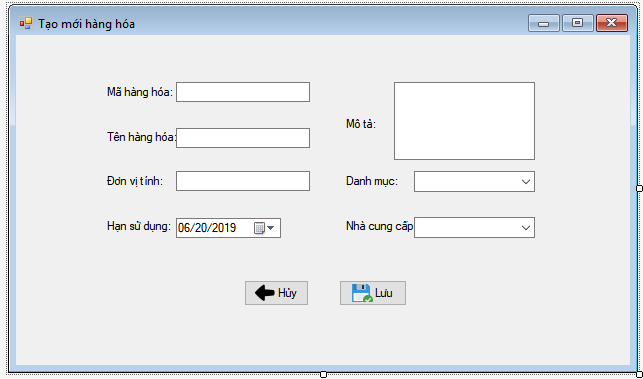 Tạo mới hàng hóa
Mã hàng hóa:
Tên hàng hóa:
Đơn vị tính:
Hạn sử dụng: 06/20/2019
Mô tả:
Danh mục:
Nhà cung cấp
Hủy
Lưu